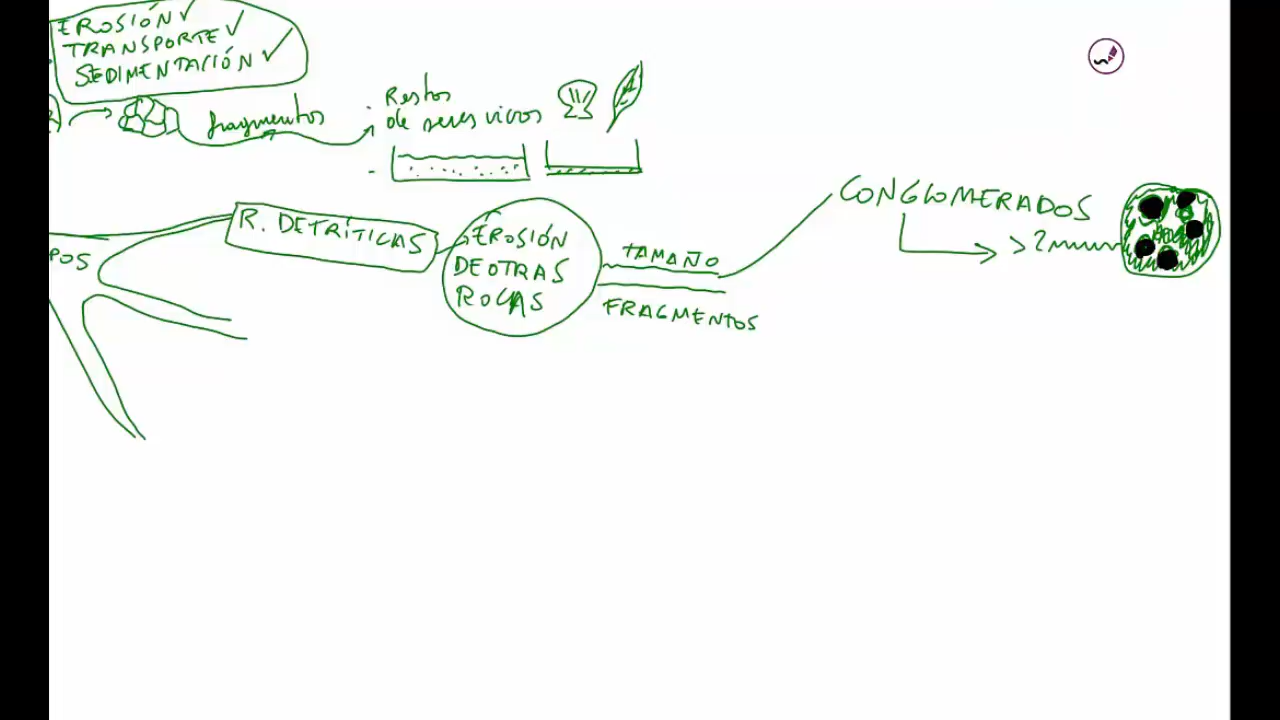 EROSIÓN ✓
TRANSPORTE ✓
SEDIMENTACIÓN ✓
fragmentos
Restos
de seres vivos
R. DETRÍTICAS
POS
EROSIÓN
DE OTRAS
ROCAS
TAMAÑO
FRAGMENTOS
CONGLOMERADOS
> 2mm